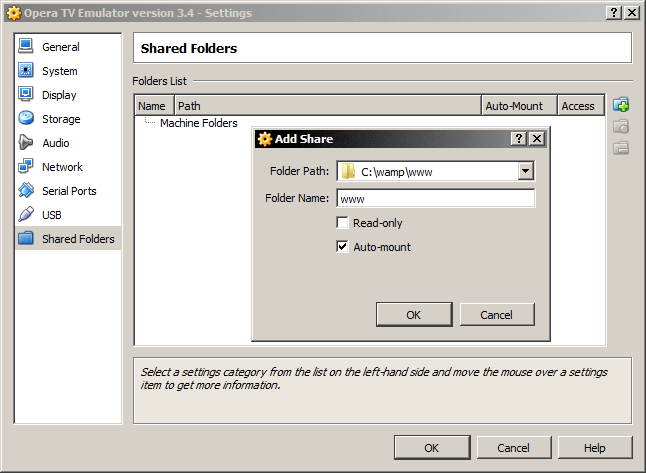 Opera TV Emulator version 3.4 - Settings
General
System
Display
Storage
Audio
Network
Serial Ports
USB
Shared Folders
Shared Folders
Folders List
Name Path Auto-Mount Access
Machine Folders
Add Share
Folder Path: C:\wamp\www
Folder Name: www
Read-only
Auto-mount
OK Cancel
Select a settings category from the list on the left-hand side and move the mouse over a settings
item to get more information.
OK Cancel Help